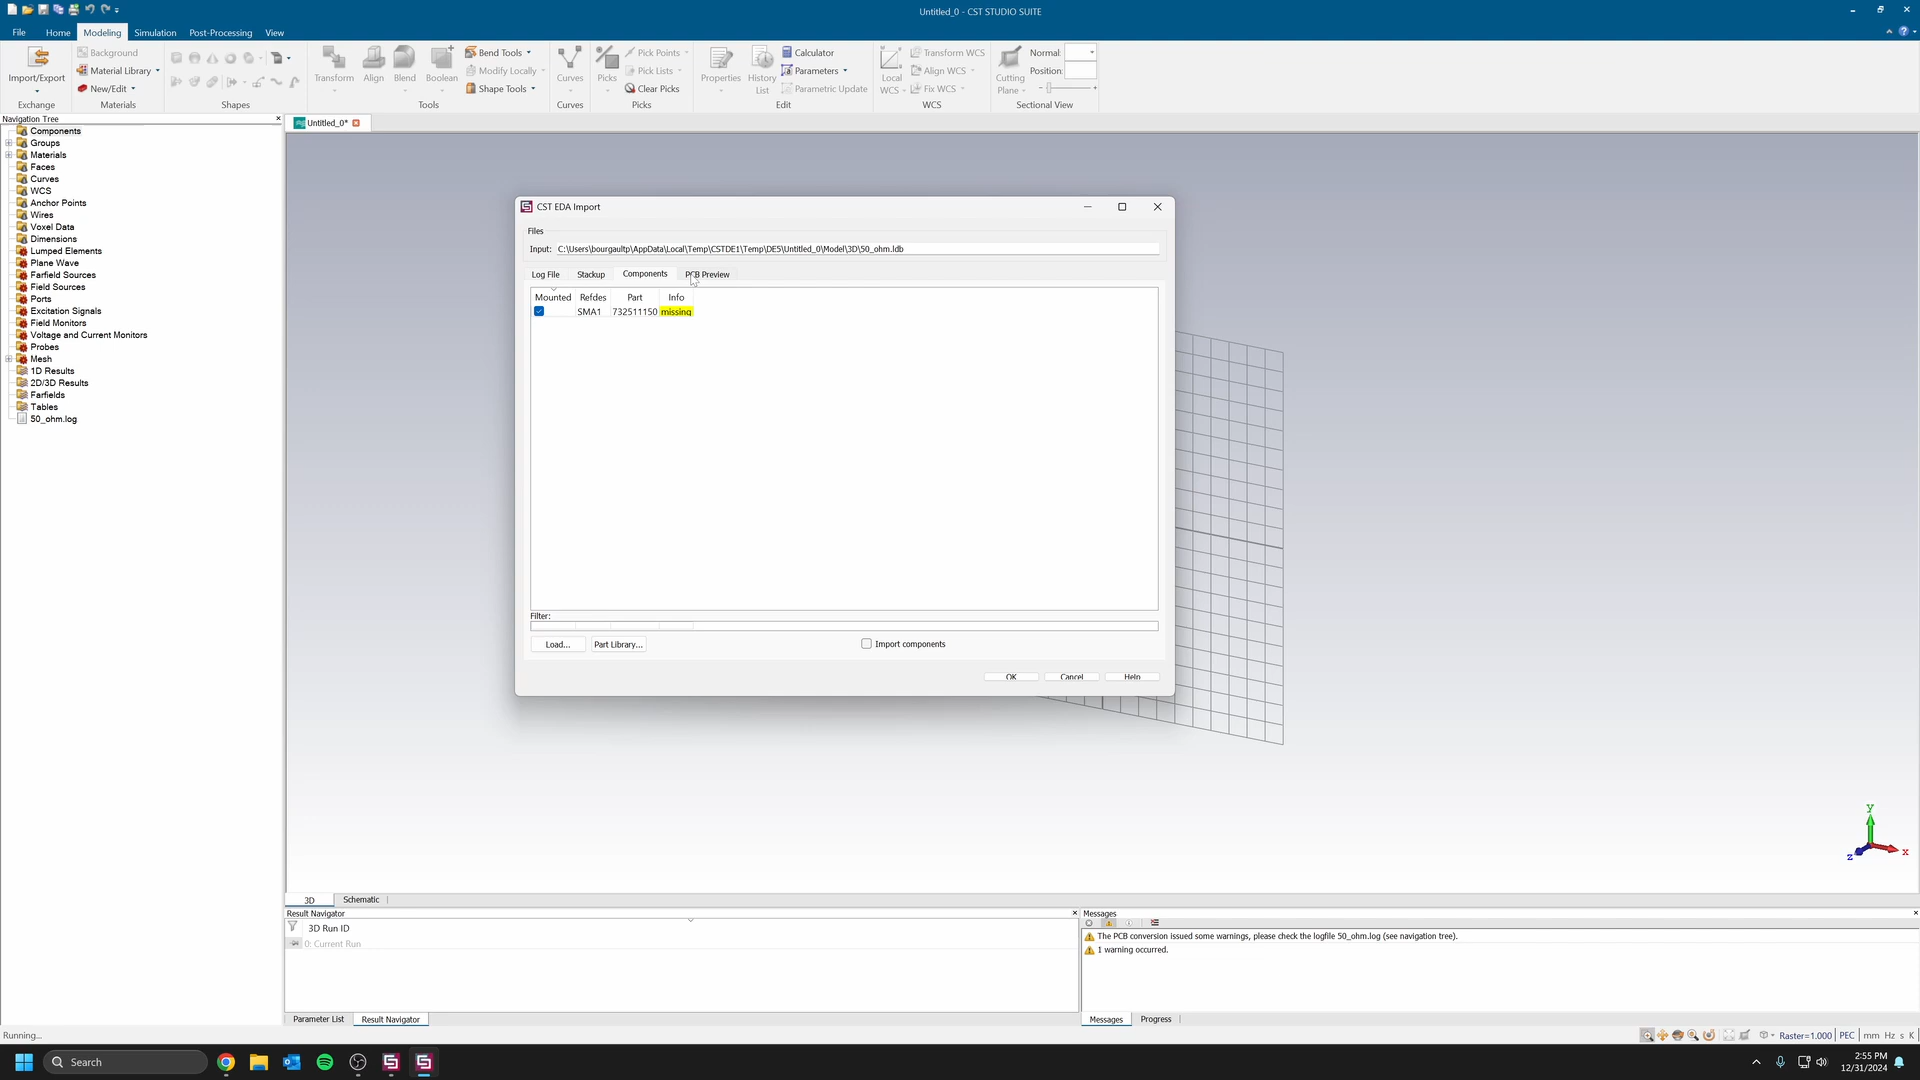 Untitled_0 - CST STUDIO SUITE
File Home Modeling Simulation Post-Processing View
Import/Export
Exchange
Background
Material Library
New/Edit
Materials
Shapes
Transform
Align
Blend
Boolean
Bend Tools
Modify Locally
Shape Tools
Tools
Curves
Curves
Picks
Pick Points
Pick Lists
Clear Picks
Picks
Properties
History
List
Calculator
Parameters
Parametric Update
Edit
Local
WCS
Transform WCS
Align WCS
Fix WCS
WCS
Cutting
Plane
Normal:
Position:
Sectional View
Navigation Tree
Components
Groups
Materials
Faces
Curves
WCS
Anchor Points
Wires
Voxel Data
Dimensions
Lumped Elements
Plane Wave
Farfield Sources
Field Sources
Ports
Excitation Signals
Field Monitors
Voltage and Current Monitors
Probes
Mesh
1D Results
2D/3D Results
Farfields
Tables
50_ohm.log
Untitled_0*
CST EDA Import
Files
Input: C:\Users\bourgaultp\AppData\Local\Temp\CSTDE1\Temp\DE5\Untitled_0\Model\3D\50_ohm.ldb
Log File Stackup Components PCB Preview
Mounted Refdes Part Info
SMA1 732511150 missing
Filter:
Load... Part Library... Import components
OK Cancel Help
Y
X
Z
3D Schematic
Result Navigator
3D Run ID
0: Current Run
Parameter List Result Navigator
Messages
The PCB conversion issued some warnings, please check the logfile 50_ohm.log (see navigation tree).
1 warning occurred.
Messages Progress
Running...
Raster=1.000 PEC mm Hz s K
Search
2:55 PM
12/31/2024